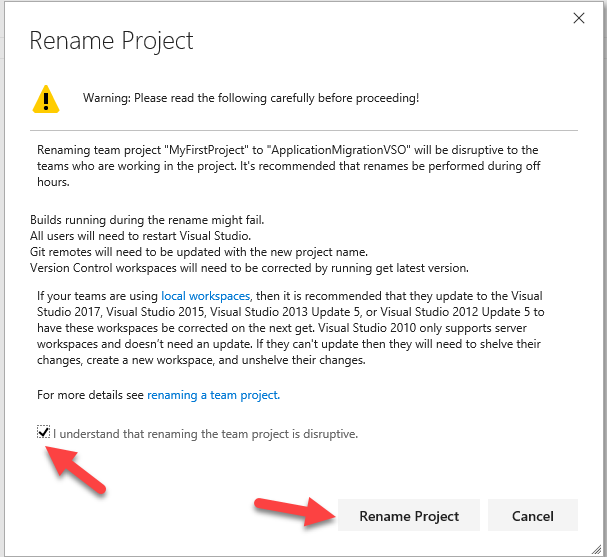 Rename Project
Warning: Please read the following carefully before proceeding!
Renaming team project "MyFirstProject" to "ApplicationMigrationVSO" will be disruptive to the
teams who are working in the project. It's recommended that renames be performed during off
hours.
Builds running during the rename might fail.
All users will need to restart Visual Studio.
Git remotes will need to be updated with the new project name.
Version Control workspaces will need to be corrected by running get latest version.
If your teams are using local workspaces, then it is recommended that they update to the Visual
Studio 2017, Visual Studio 2015, Visual Studio 2013 Update 5, or Visual Studio 2012 Update 5 to
have these workspaces be corrected on the next get. Visual Studio 2010 only supports server
workspaces and doesn't need an update. If they can't update then they will need to shelve their
changes, create a new workspace, and unshelve their changes.
For more details see renaming a team project.
I understand that renaming the team project is disruptive.
Rename Project
Cancel